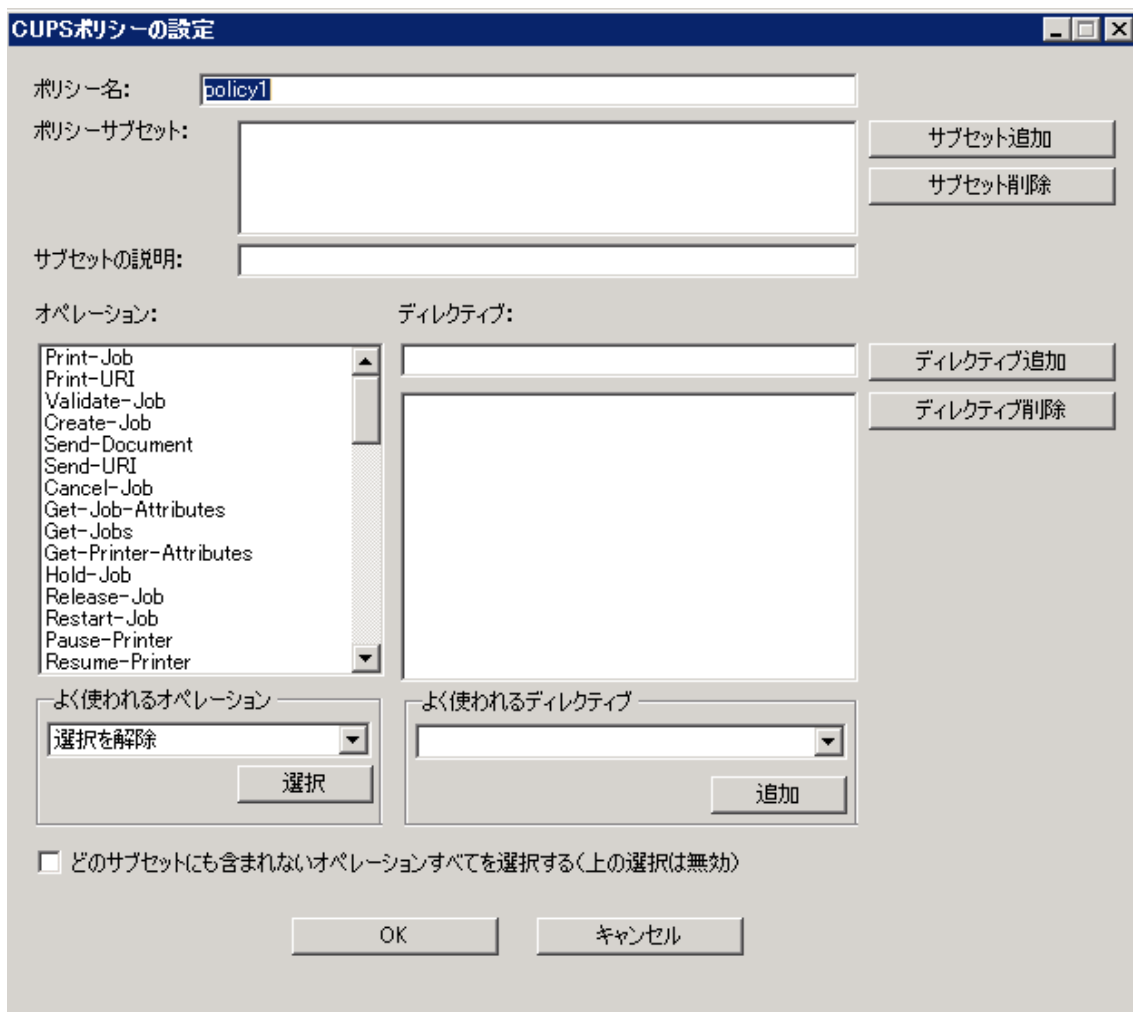 CUPSポリシーの設定
ポリシー名: policy1
ポリシーサブセット:
サブセット追加
サブセット削除
サブセットの説明:
オペレーション: ディレクティブ:
Print-Job
Print-URI
Validate-Job
Create-Job
Send-Document
Send-URI
Cancel-Job
Get-Job-Attributes
Get-Jobs
Get-Printer-Attributes
Hold-Job
Release-Job
Restart-Job
Pause-Printer
Resume-Printer
ディレクティブ追加
ディレクティブ削除
よく使われるオペレーション
選択を解除
選択
よく使われるディレクティブ
追加
どのサブセットにも含まれないオペレーションすべてを選択する(上の選択は無効)
OK キャンセル